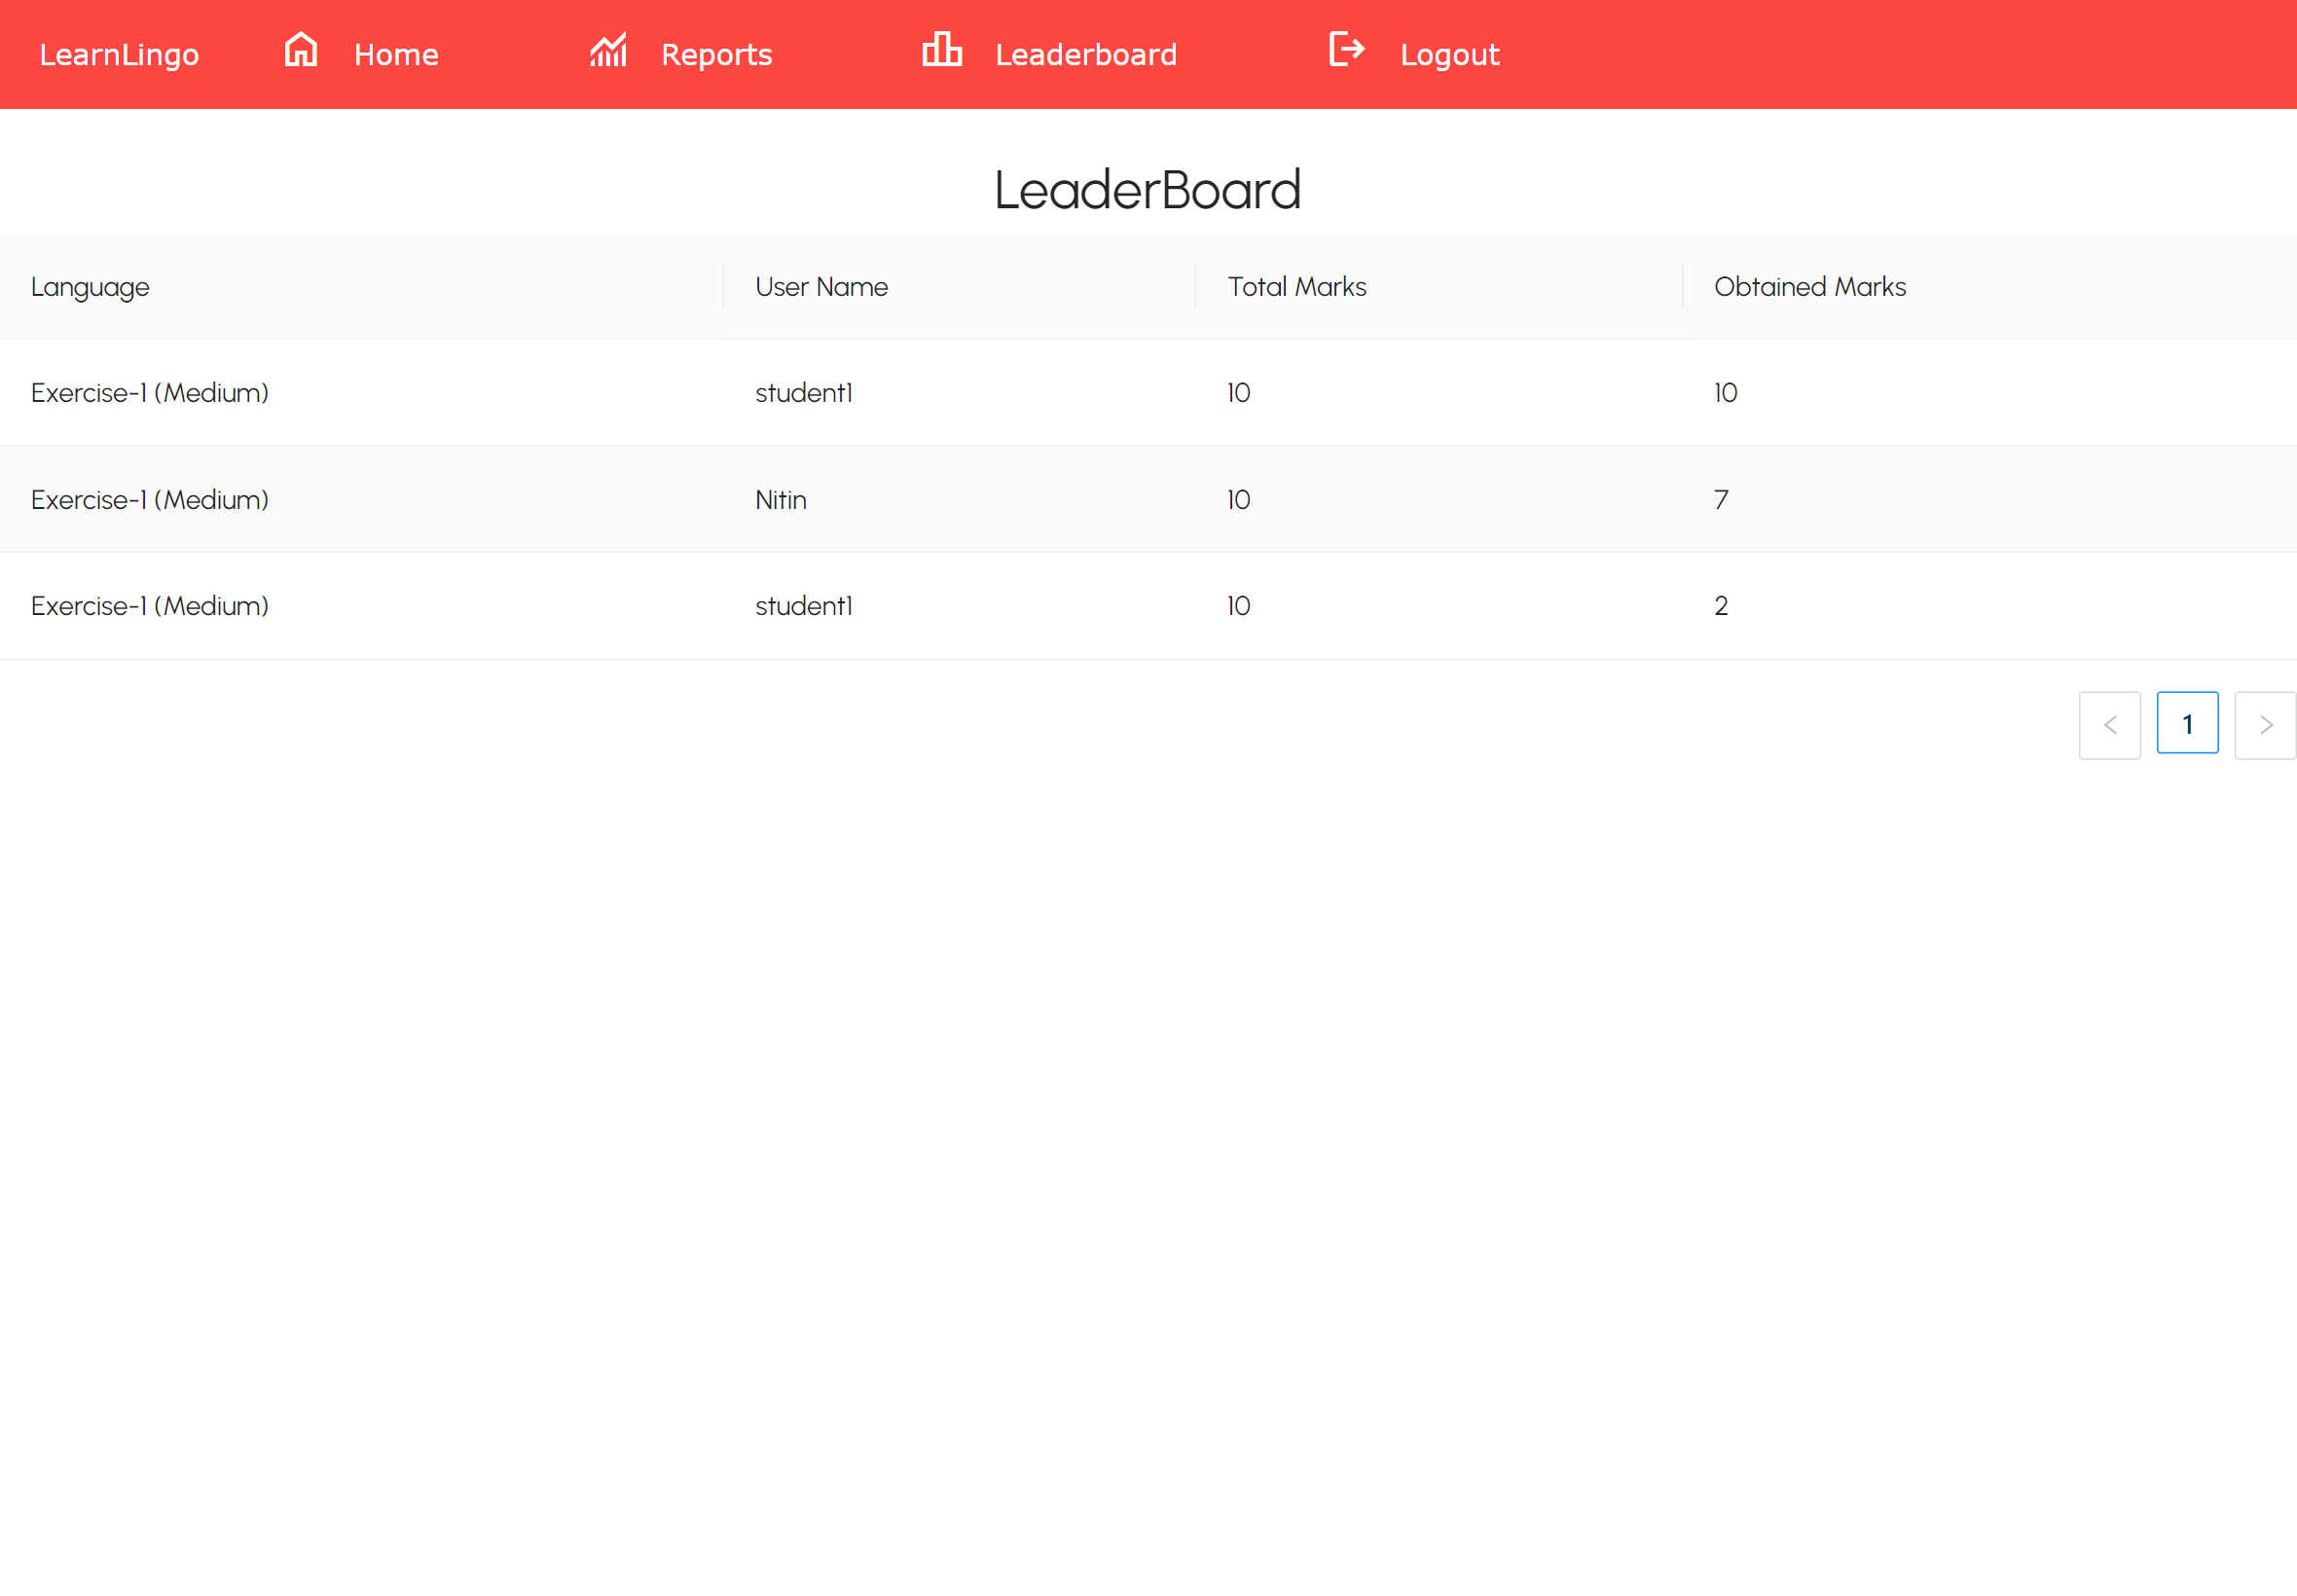 LearnLingo Home Reports Leaderboard Logout
LeaderBoard
Language User Name Total Marks Obtained Marks
Exercise-1 (Medium) student1 10 10
Exercise-1 (Medium) Nitin 10 7
Exercise-1 (Medium) student1 10 2
< 1 >